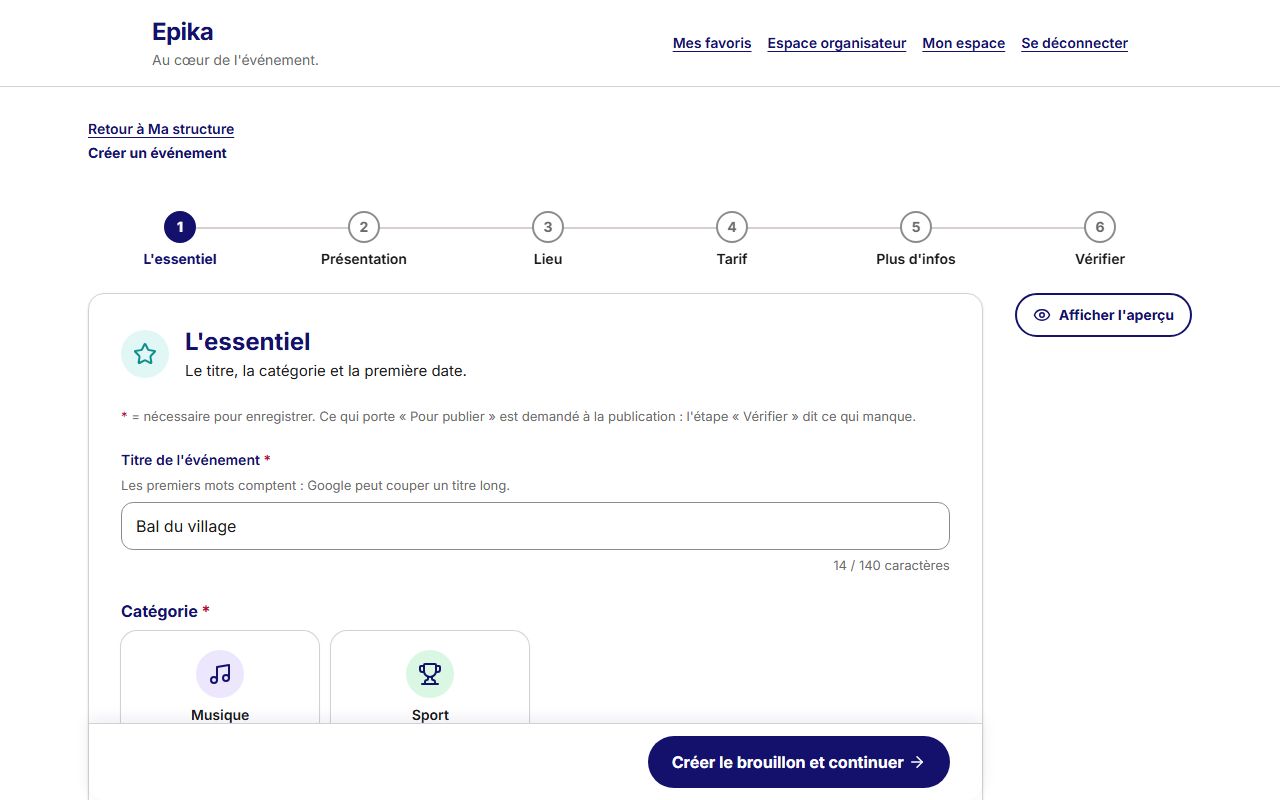 Epika
Au cœur de l'événement.
Mes favoris Espace organisateur Mon espace Se déconnecter
Retour à Ma structure
Créer un événement
1 2 3 4 5 6
L'essentiel Présentation Lieu Tarif Plus d'infos Vérifier
Afficher l'aperçu
L'essentiel
Le titre, la catégorie et la première date.
* = nécessaire pour enregistrer. Ce qui porte « Pour publier » est demandé à la publication : l'étape « Vérifier » dit ce qui manque.
Titre de l'événement *
Les premiers mots comptent : Google peut couper un titre long.
Bal du village
14 / 140 caractères
Catégorie *
Musique Sport
Créer le brouillon et continuer →